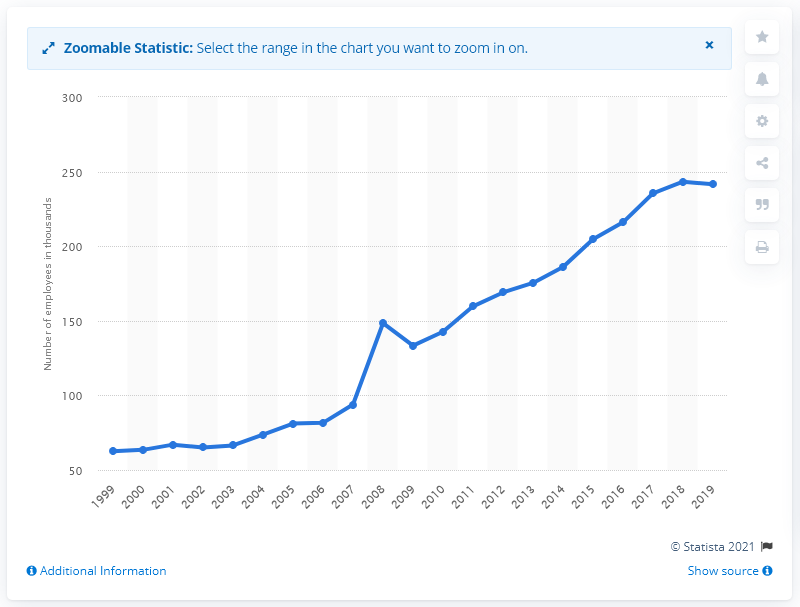 Zoomable Statistic: Select the range in the chart you want to zoom in on.
×
Number of employees in thousands
300
250
200
150
100
50
1999 2000 2001 2002 2003 2004 2005 2006 2007 2008 2009 2010 2011 2012 2013 2014 2015 2016 2017 2018 2019
© Statista 2021
Additional Information
Show source